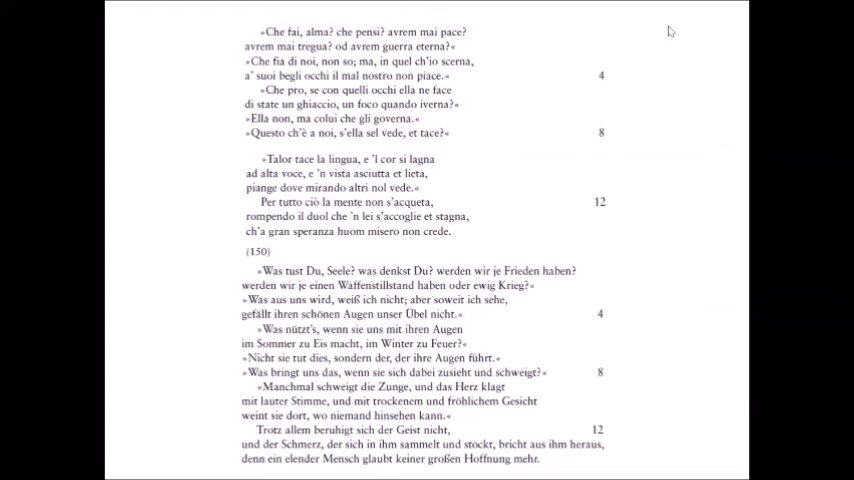 »Che fai, alma? che pensi? avrem mai pace?
avrem mai tregua? od avrem guerra eterna?«
»Che fia di noi, non so; ma, in quel ch'io scerna,
a' suoi begli occhi il mal nostro non piace.« 4
»Che pro, se con quelli occhi ella ne face
di state un ghiaccio, un foco quando iverna?«
»Ella non, ma colui che gli governa.«
»Questo ch'è a noi, s'ella sel vede, et tace?« 8
»Talor tace la lingua, e 'l cor si lagna
ad alta voce, e 'n vista asciutta et lieta,
piange dove mirando altri nol vede.«
Per tutto ciò la mente non s'acqueta, 12
rompendo il duol che 'n lei s'accoglie et stagna,
ch'a gran speranza huom misero non crede.
(150)
»Was tust Du, Seele? was denkst Du? werden wir je Frieden haben?
werden wir je einen Waffenstillstand haben oder ewig Krieg?«
»Was aus uns wird, weiß ich nicht; aber soweit ich sehe,
gefällt ihren schönen Augen unser Übel nicht.« 4
»Was nützt's, wenn sie uns mit ihren Augen
im Sommer zu Eis macht, im Winter zu Feuer?«
»Nicht sie tut dies, sondern der, der ihre Augen führt.«
»Was bringt uns das, wenn sie sich dabei zusieht und schweigt?« 8
»Manchmal schweigt die Zunge, und das Herz klagt
mit lauter Stimme, und mit trockenem und fröhlichem Gesicht
weint sie dort, wo niemand hinsehen kann.«
Trotz allem beruhigt sich der Geist nicht, 12
und der Schmerz, der sich in ihm sammelt und stockt, bricht aus ihm heraus,
denn ein elender Mensch glaubt keiner großen Hoffnung mehr.